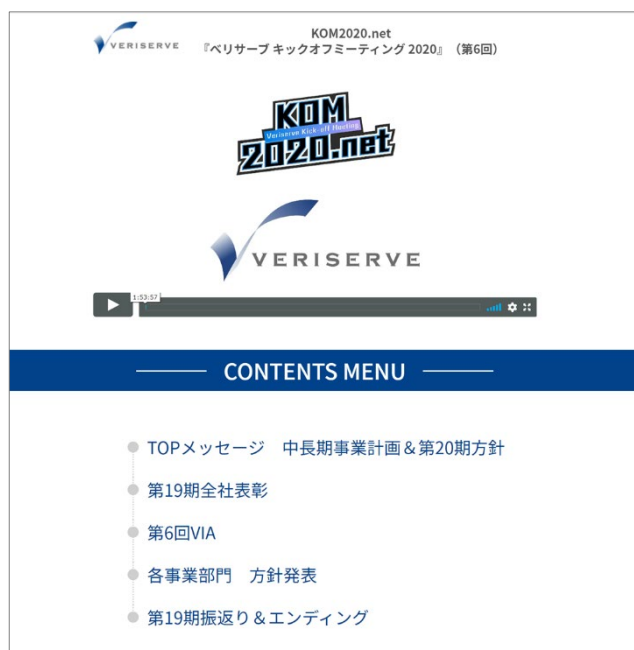 VERISERVE
KOM2020.net
『ベリサーブ キックオフミーティング 2020』（第6回）
KOM
Veriserve Kick-off Meeting
2020.net
VERISERVE
1:53:57
CONTENTS MENU
TOPメッセージ　中長期事業計画＆第20期方針
第19期全社表彰
第6回VIA
各事業部門　方針発表
第19期振返り＆エンディング